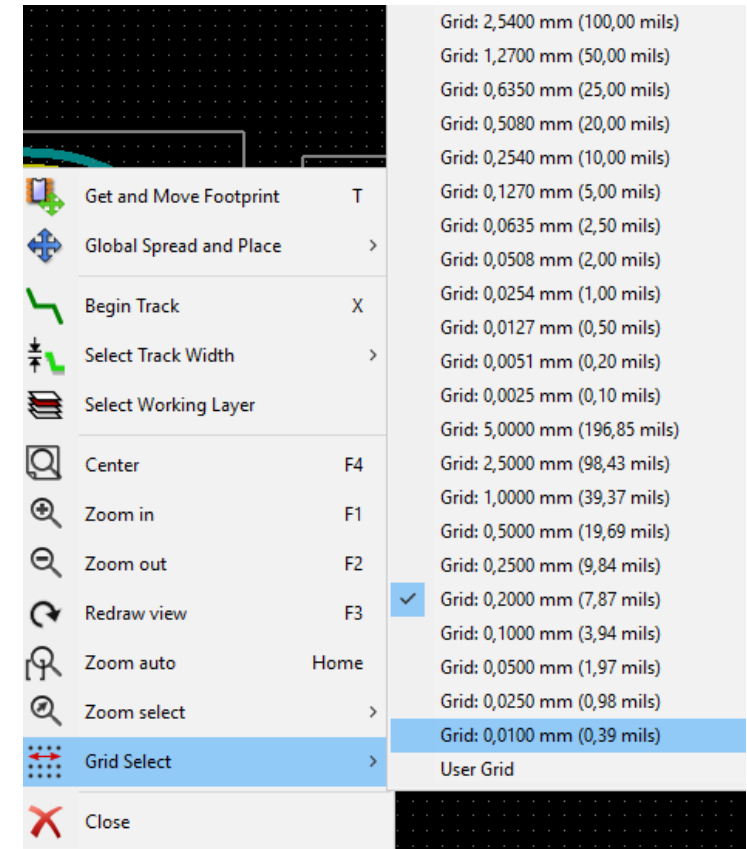 Get and Move Footprint T
Global Spread and Place
Begin Track X
Select Track Width
Select Working Layer
Center F4
Zoom in F1
Zoom out F2
Redraw view F3
Zoom auto Home
Zoom select
Grid Select
Close
Grid: 2,5400 mm (100,00 mils)
Grid: 1,2700 mm (50,00 mils)
Grid: 0,6350 mm (25,00 mils)
Grid: 0,5080 mm (20,00 mils)
Grid: 0,2540 mm (10,00 mils)
Grid: 0,1270 mm (5,00 mils)
Grid: 0,0635 mm (2,50 mils)
Grid: 0,0508 mm (2,00 mils)
Grid: 0,0254 mm (1,00 mils)
Grid: 0,0127 mm (0,50 mils)
Grid: 0,0051 mm (0,20 mils)
Grid: 0,0025 mm (0,10 mils)
Grid: 5,0000 mm (196,85 mils)
Grid: 2,5000 mm (98,43 mils)
Grid: 1,0000 mm (39,37 mils)
Grid: 0,5000 mm (19,69 mils)
Grid: 0,2500 mm (9,84 mils)
Grid: 0,2000 mm (7,87 mils)
Grid: 0,1000 mm (3,94 mils)
Grid: 0,0500 mm (1,97 mils)
Grid: 0,0250 mm (0,98 mils)
Grid: 0,0100 mm (0,39 mils)
User Grid